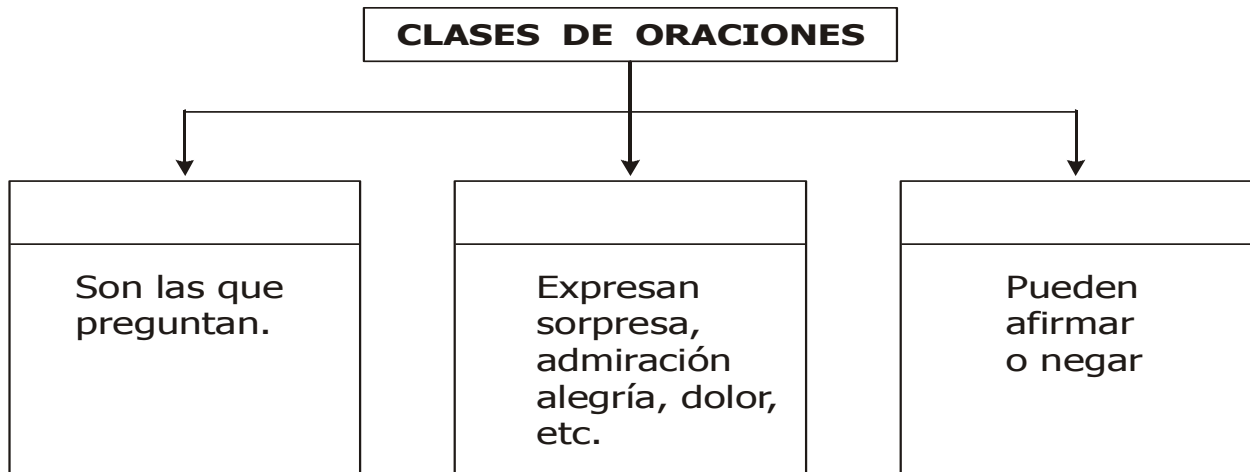 CLASES DE ORACIONES
Son las que
preguntan.
Expresan
sorpresa,
admiración
alegría, dolor,
etc.
Pueden
afirmar
o negar